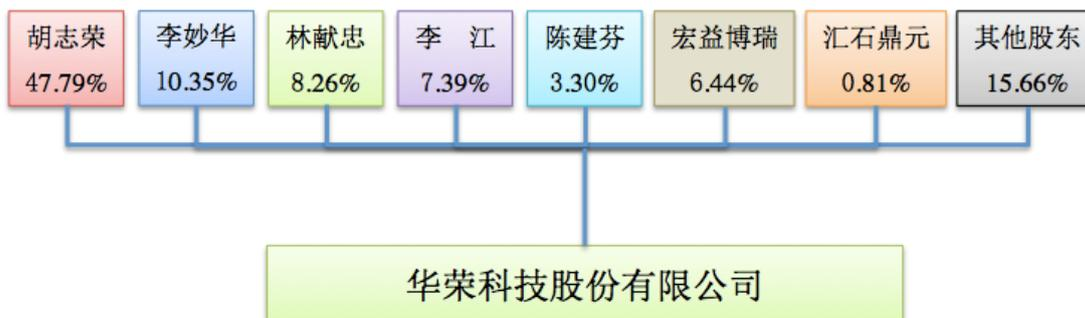 胡志荣
47.79%
李妙华
10.35%
林献忠
8.26%
李　江
7.39%
陈建芬
3.30%
宏益博瑞
6.44%
汇石鼎元
0.81%
其他股东
15.66%
华荣科技股份有限公司